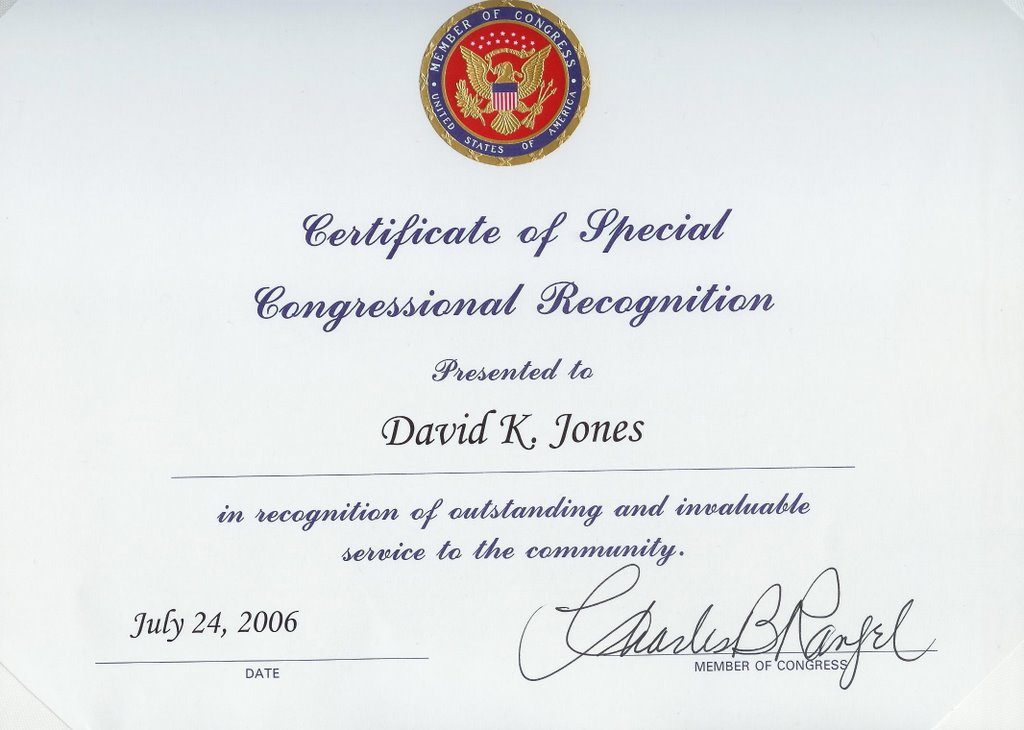 MEMBER OF CONGRESS
UNITED STATES OF AMERICA
Certificate of Special
Congressional Recognition
Presented to
David K. Jones
in recognition of outstanding and invaluable
service to the community.
July 24, 2006
Charles B Rangel
DATE
MEMBER OF CONGRESS